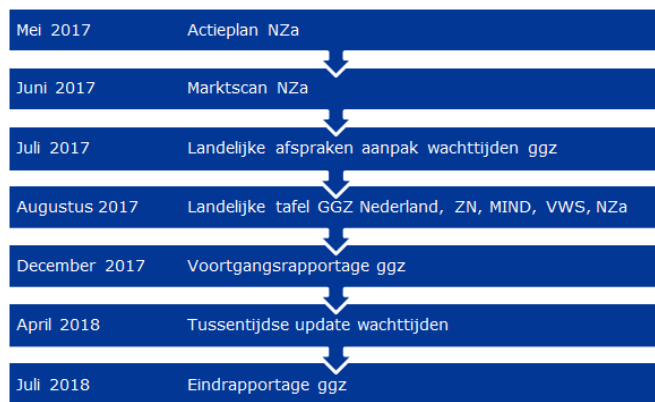 Mei 2017 Actieplan NZa
Juni 2017 Marktscan NZa
Juli 2017 Landelijke afspraken aanpak wachttijden ggz
Augustus 2017 Landelijke tafel GGZ Nederland, ZN, MIND, VWS, NZa
December 2017 Voortgangsrapportage ggz
April 2018 Tussentijdse update wachttijden
Juli 2018 Eindrapportage ggz